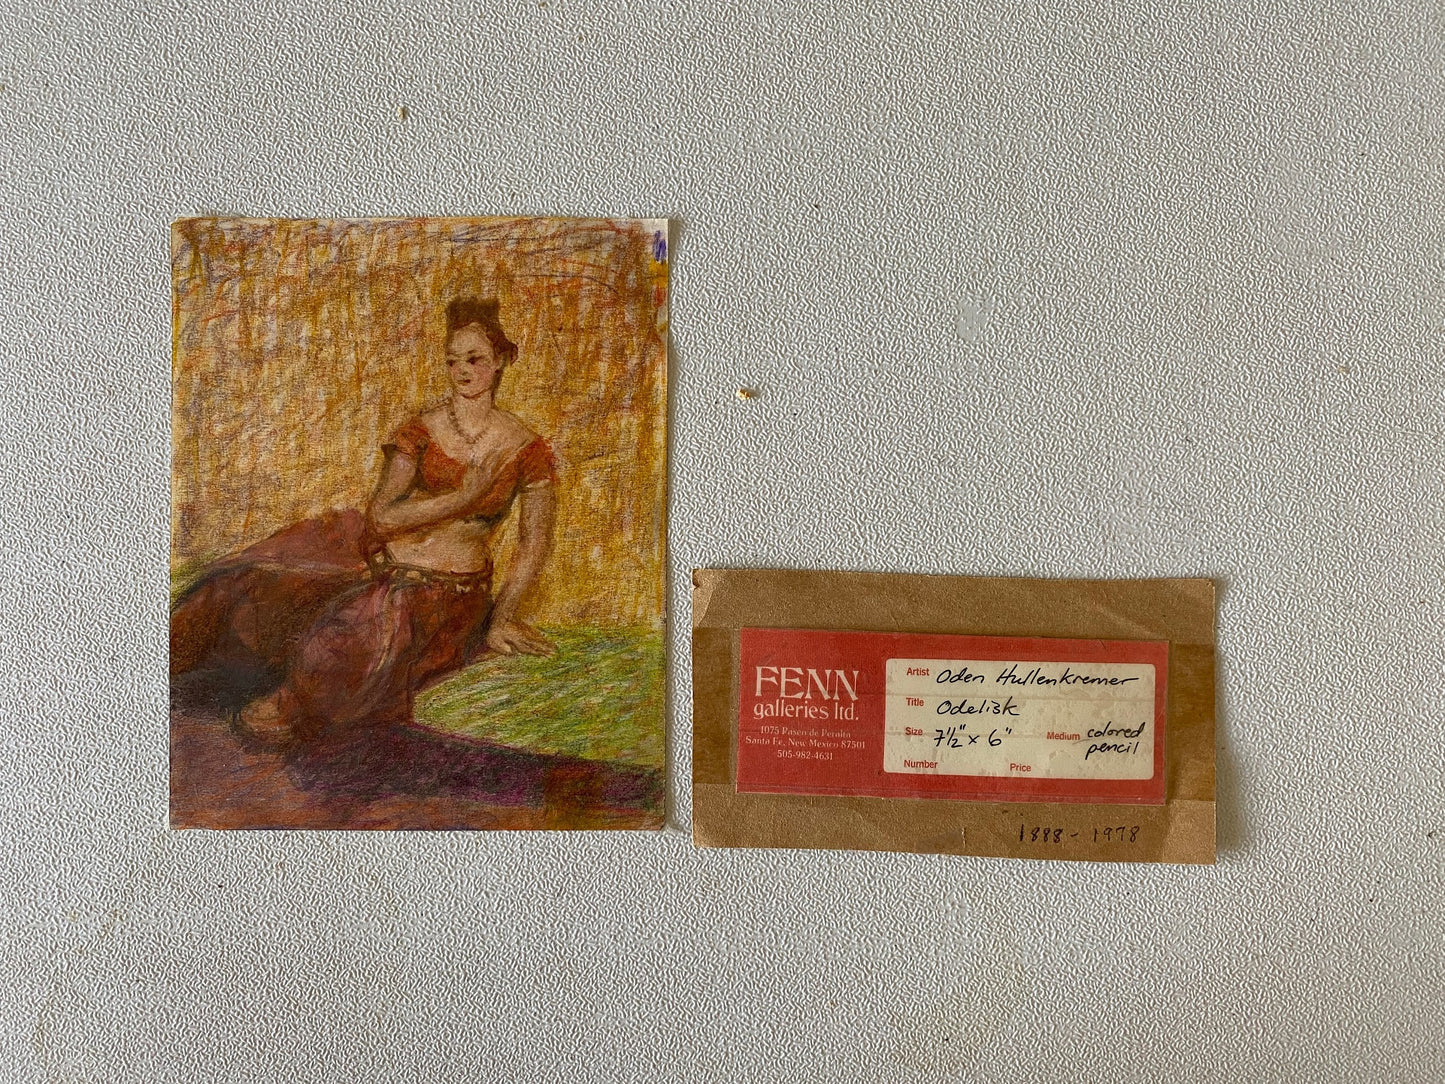 FENN
galleries ltd.
1075 Paseo de Peralta
Santa Fe, New Mexico 87501
505-982-4631
Artist Oden Hullenkremer
Title Odelisk
Size 7½" x 6" Medium colored pencil
Number Price
1888 - 1978